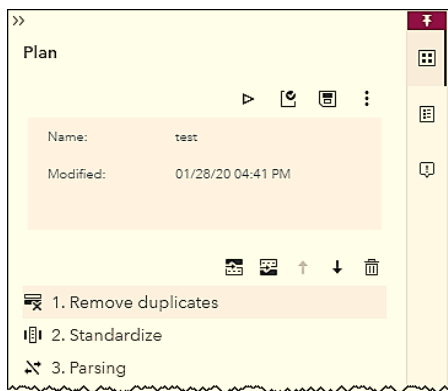 Plan
Name: test
Modified: 01/28/20 04:41 PM
1. Remove duplicates
2. Standardize
3. Parsing